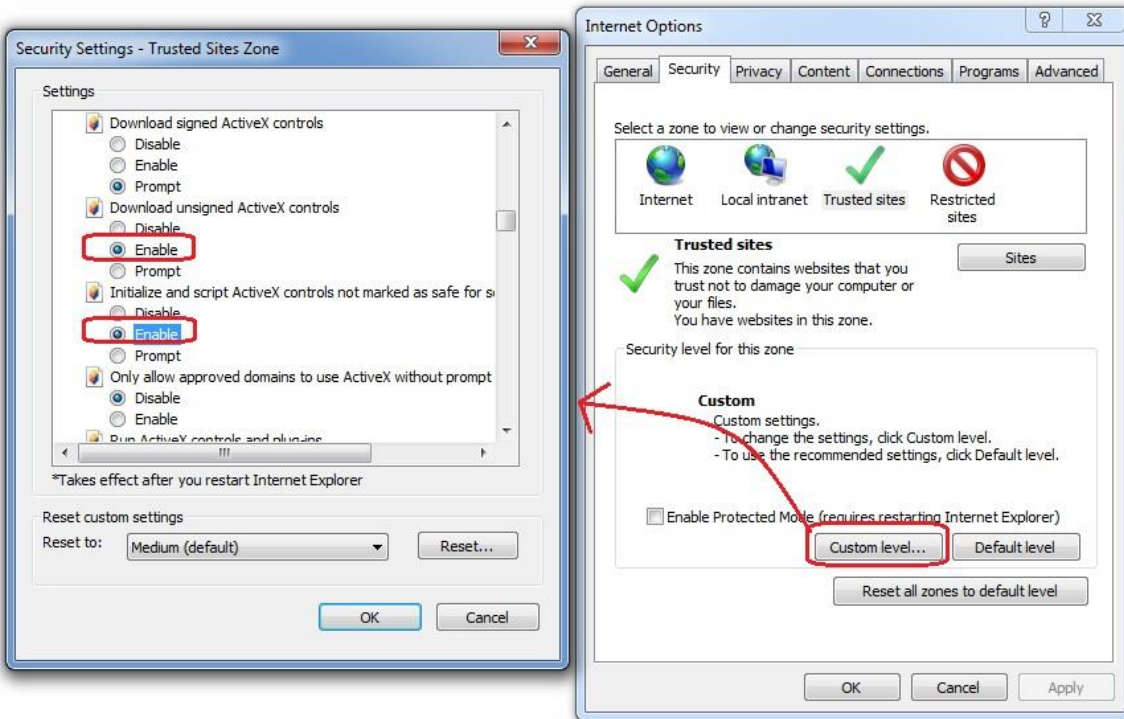 Security Settings - Trusted Sites Zone
Settings
Download signed ActiveX controls
Disable
Enable
Prompt
Download unsigned ActiveX controls
Disable
Enable
Prompt
Initialize and script ActiveX controls not marked as safe for
Disable
Enable
Prompt
Only allow approved domains to use ActiveX without prompt
Disable
Enable
Run ActiveX controls and plug-ins
*Takes effect after you restart Internet Explorer
Reset custom settings
Reset to:
Medium (default)
Reset...
OK
Cancel
Internet Options
General
Security
Privacy
Content
Connections
Programs
Advanced
Select a zone to view or change security settings.
Internet
Local intranet
Trusted sites
Restricted
sites
Trusted sites
Sites
This zone contains websites that you
trust not to damage your computer or
your files.
You have websites in this zone.
Security level for this zone
Custom
Custom settings.
- To change the settings, click Custom level.
- To use the recommended settings, click Default level.
Enable Protected Mode (requires restarting Internet Explorer)
Custom level...
Default level
Reset all zones to default level
OK
Cancel
Apply